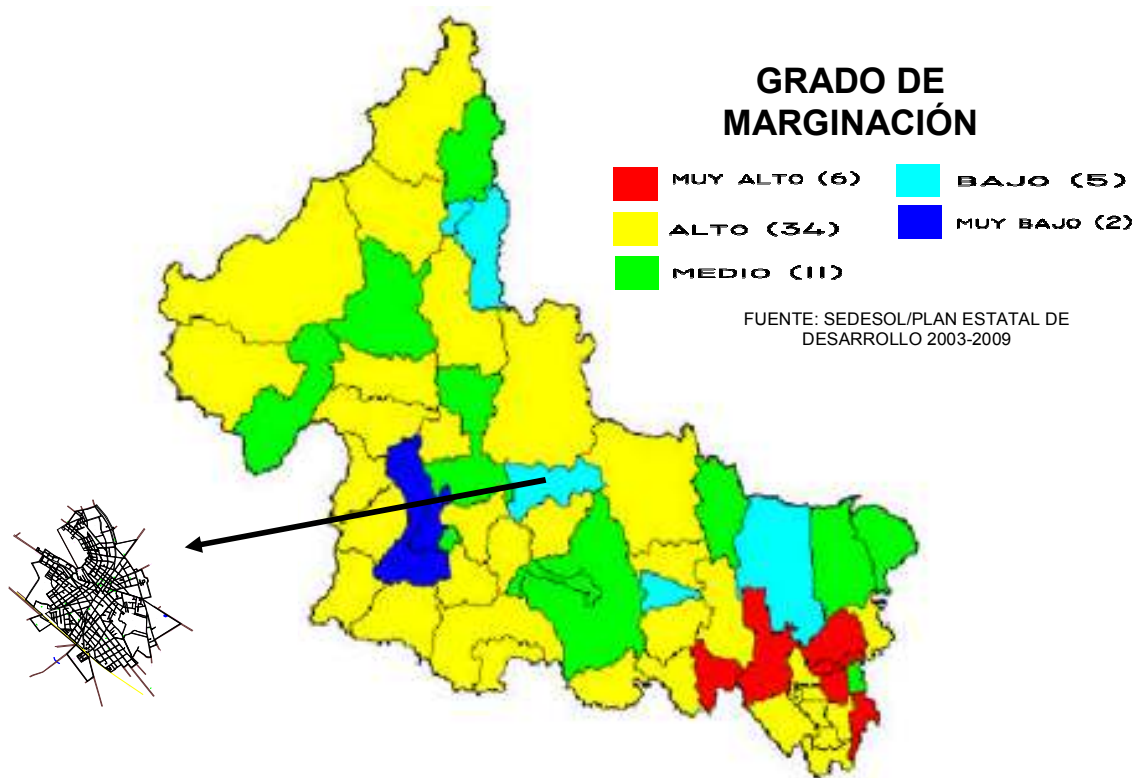 GRADO DE
MARGINACIÓN
MUY ALTO (6)
BAJO (5)
ALTO (34)
MUY BAJO (2)
MEDIO (11)
FUENTE: SEDESOL/PLAN ESTATAL DE
DESARROLLO 2003-2009